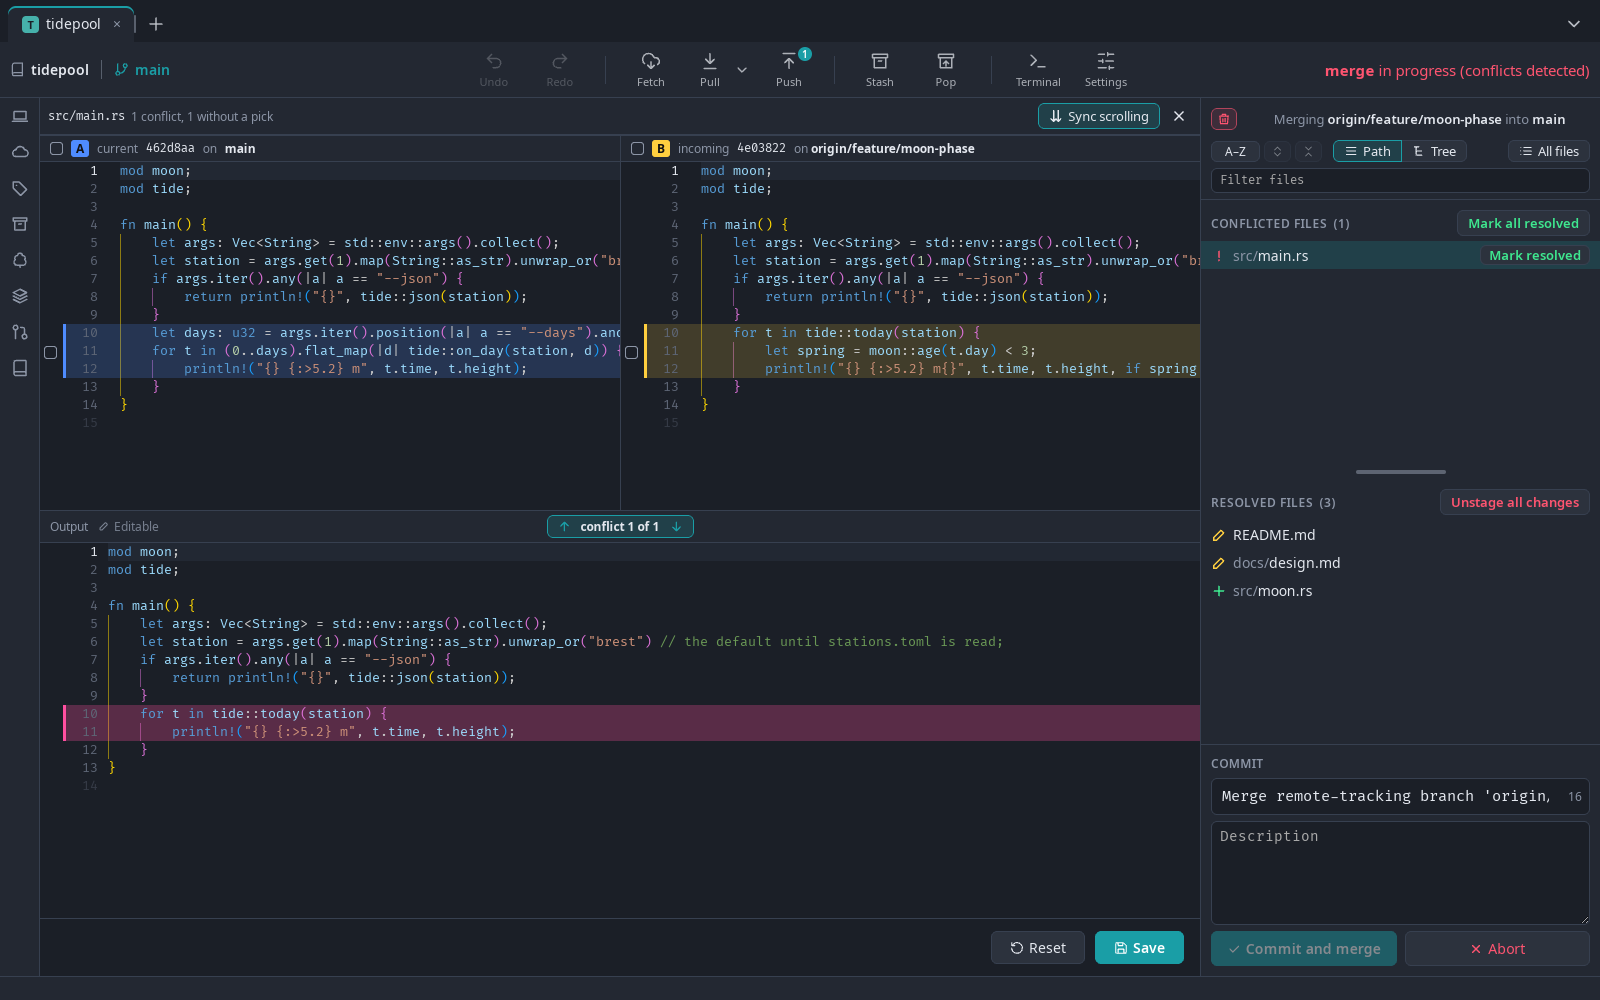 T tidepool ×
tidepool main
Undo
Redo
Fetch
Pull
Push
1
Stash
Pop
Terminal
Settings
merge in progress (conflicts detected)
src/main.rs 1 conflict, 1 without a pick
Sync scrolling
A current 462d8aa on main
1 mod moon;
2 mod tide;
3
4 fn main() {
5 let args: Vec<String> = std::env::args().collect();
6 let station = args.get(1).map(String::as_str).unwrap_or("br
7 if args.iter().any(|a| a == "--json") {
8 return println!("{}", tide::json(station));
9 }
10 let days: u32 = args.iter().position(|a| a == "--days").and
11 for t in (0..days).flat_map(|d| tide::on_day(station, d)) {
12 println!("{} {:>5.2} m", t.time, t.height);
13 }
14 }
15
B incoming 4e03822 on origin/feature/moon-phase
1 mod moon;
2 mod tide;
3
4 fn main() {
5 let args: Vec<String> = std::env::args().collect();
6 let station = args.get(1).map(String::as_str).unwrap_or("br
7 if args.iter().any(|a| a == "--json") {
8 return println!("{}", tide::json(station));
9 }
10 for t in tide::today(station) {
11 let spring = moon::age(t.day) < 3;
12 println!("{} {:>5.2} m{}", t.time, t.height, if spring
13 }
14 }
15
Output Editable
conflict 1 of 1
1 mod moon;
2 mod tide;
3
4 fn main() {
5 let args: Vec<String> = std::env::args().collect();
6 let station = args.get(1).map(String::as_str).unwrap_or("brest") // the default until stations.toml is read;
7 if args.iter().any(|a| a == "--json") {
8 return println!("{}", tide::json(station));
9 }
10 for t in tide::today(station) {
11 println!("{} {:>5.2} m", t.time, t.height);
12 }
13 }
14
Reset
Save
Merging origin/feature/moon-phase into main
A–Z
Path
Tree
All files
Filter files
CONFLICTED FILES (1)
Mark all resolved
! src/main.rs
Mark resolved
RESOLVED FILES (3)
Unstage all changes
README.md
docs/design.md
src/moon.rs
COMMIT
Merge remote-tracking branch 'origin, 16
Description
Commit and merge
Abort